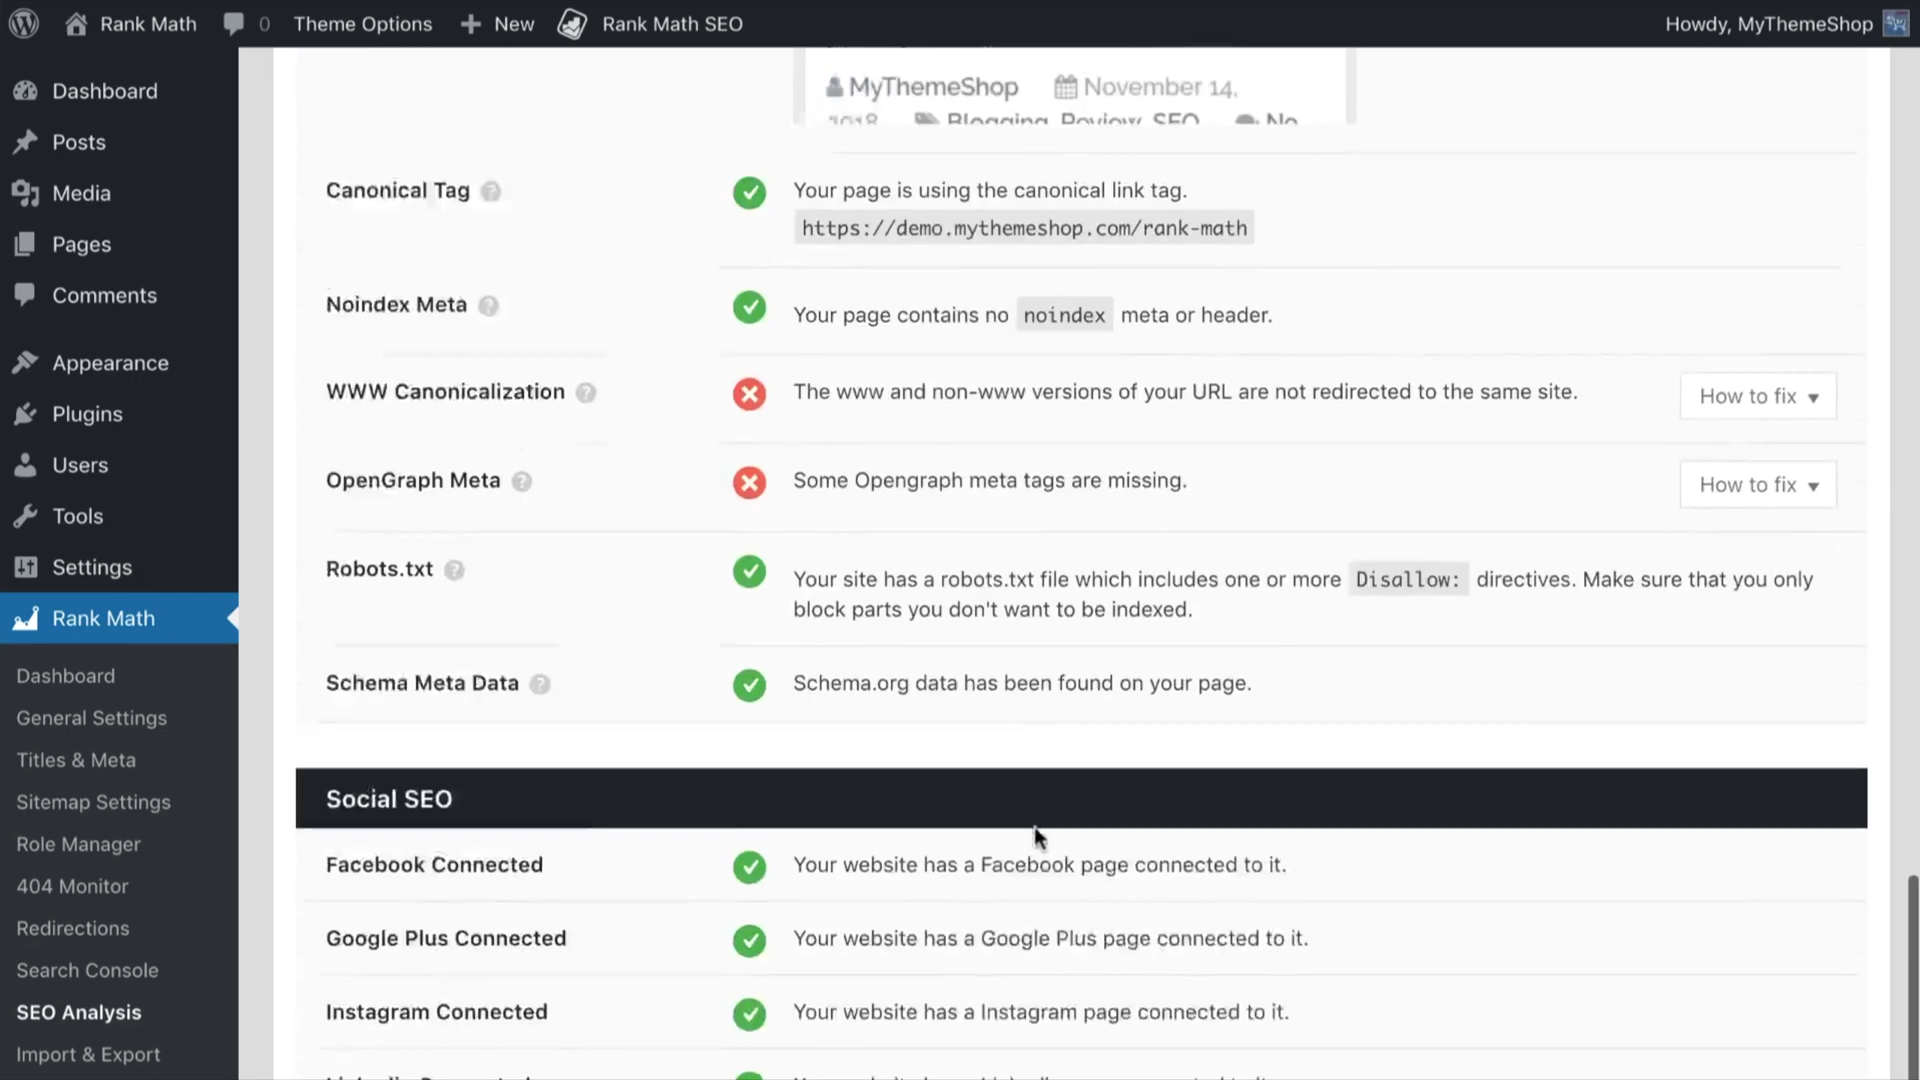 Rank Math 0 Theme Options New Rank Math SEO Howdy, MyThemeShop
Dashboard
Posts
Media
Pages
Comments
Appearance
Plugins
Users
Tools
Settings
Rank Math
Dashboard
General Settings
Titles & Meta
Sitemap Settings
Role Manager
404 Monitor
Redirections
Search Console
SEO Analysis
Import & Export
MyThemeShop November 14,
2018 Blogging, Review, SEO No
Canonical Tag ? Your page is using the canonical link tag.
https://demo.mythemeshop.com/rank-math
Noindex Meta ? Your page contains no noindex meta or header.
WWW Canonicalization ? The www and non-www versions of your URL are not redirected to the same site. How to fix ▼
OpenGraph Meta ? Some Opengraph meta tags are missing. How to fix ▼
Robots.txt ? Your site has a robots.txt file which includes one or more Disallow: directives. Make sure that you only
block parts you don't want to be indexed.
Schema Meta Data ? Schema.org data has been found on your page.
Social SEO
Facebook Connected Your website has a Facebook page connected to it.
Google Plus Connected Your website has a Google Plus page connected to it.
Instagram Connected Your website has a Instagram page connected to it.